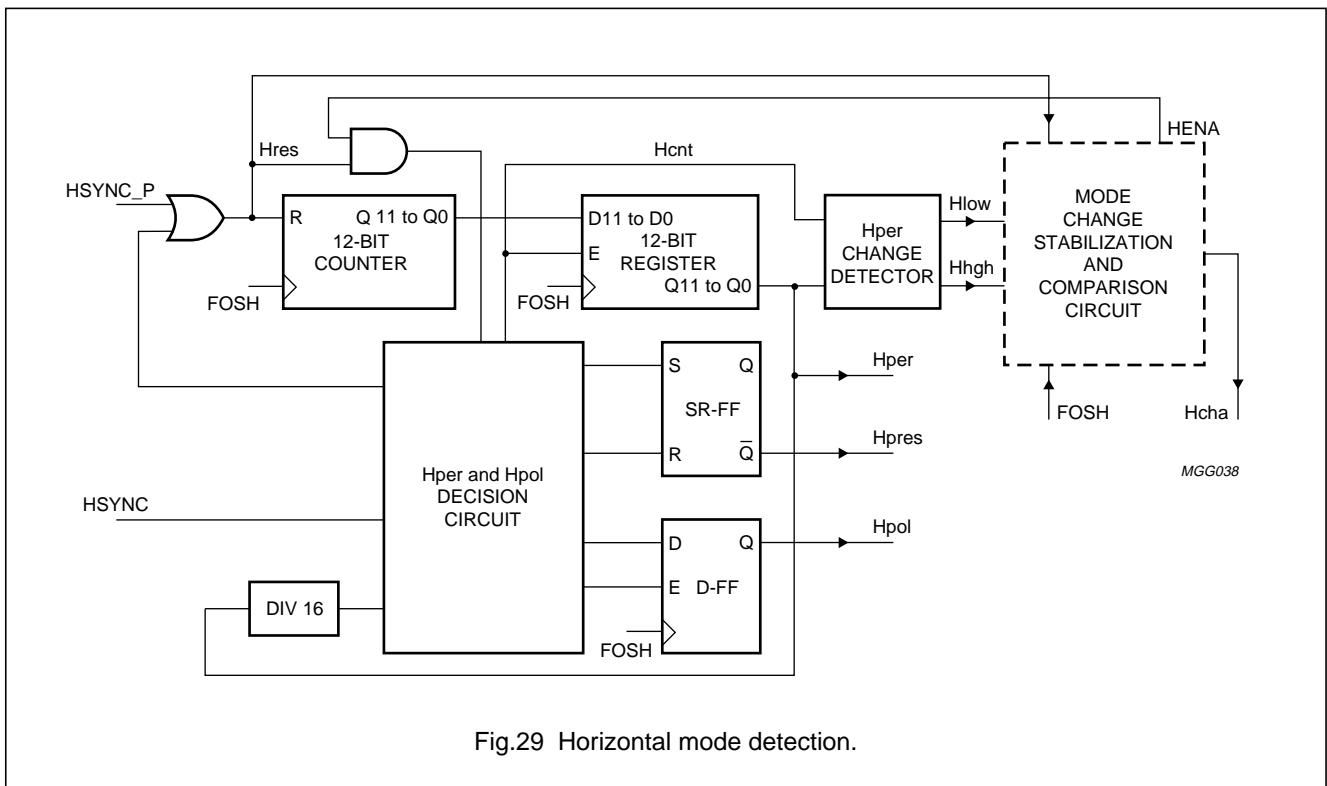 HENA
Hres
Hcnt
HSYNC_P
R
Q 11 to Q0
12-BIT
COUNTER
FOSH
D11 to D0
12-BIT
E
REGISTER
Q11 to Q0
FOSH
Hper
CHANGE
DETECTOR
Hlow
Hhgh
MODE
CHANGE
STABILIZATION
AND
COMPARISON
CIRCUIT
FOSH
Hcha
S
Q
SR-FF
R
Q̅
Hper
Hpres
Hper and Hpol
DECISION
CIRCUIT
HSYNC
D
Q
E
D-FF
FOSH
Hpol
DIV 16
MGG038
Fig.29 Horizontal mode detection.